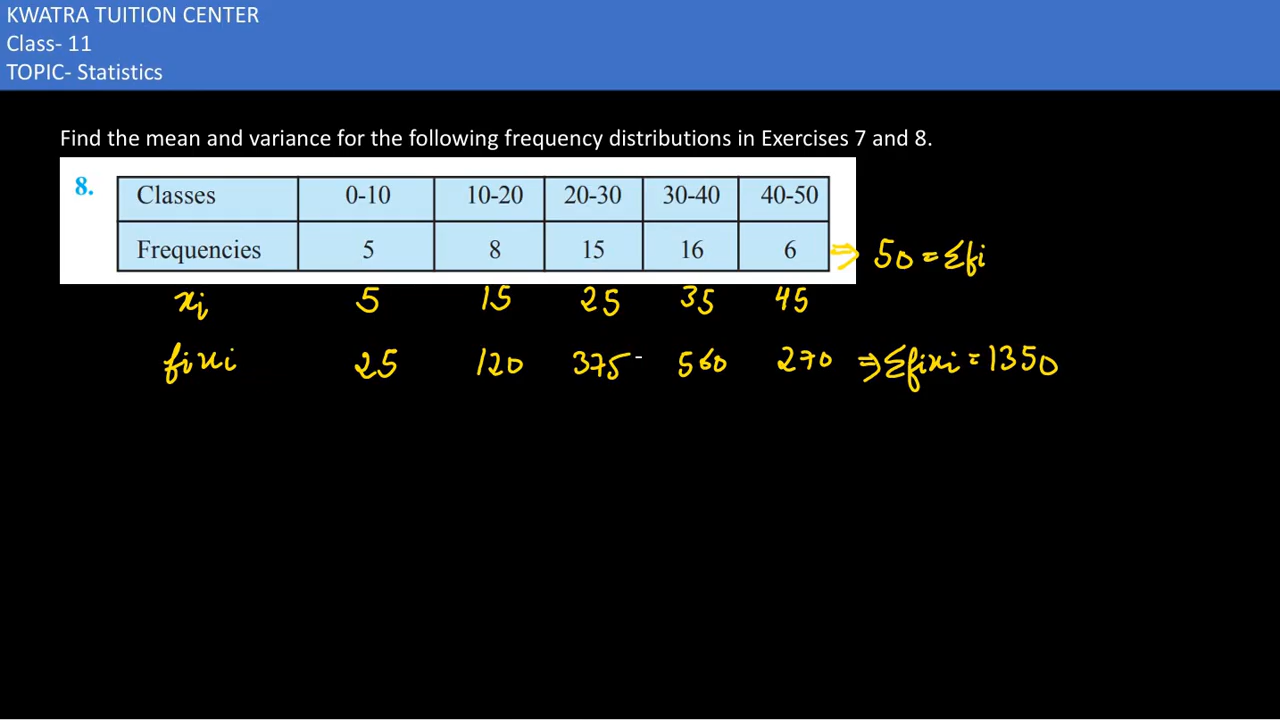 KWATRA TUITION CENTER
Class- 11
TOPIC- Statistics
Find the mean and variance for the following frequency distributions in Exercises 7 and 8.
8. Classes 0-10 10-20 20-30 30-40 40-50
Frequencies 5 8 15 16 6 ⇒ 50 = Σfi
xi 5 15 25 35 45
fixi 25 120 375 560 270 ⇒ Σfixi = 1350